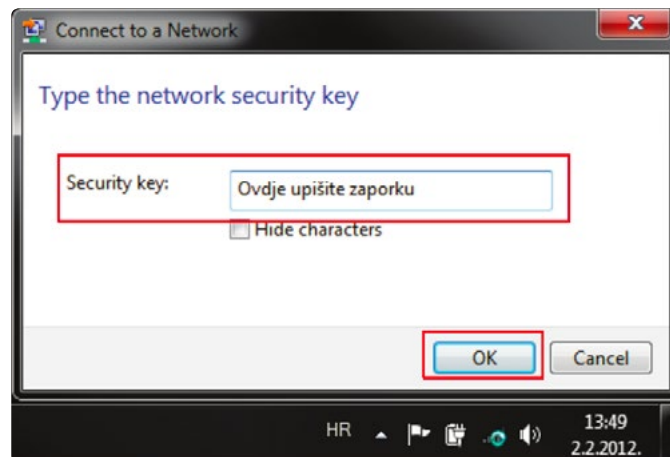 Connect to a Network
Type the network security key
Security key: Ovdje upišite zaporku
Hide characters
OK Cancel
HR 13:49
2.2.2012.